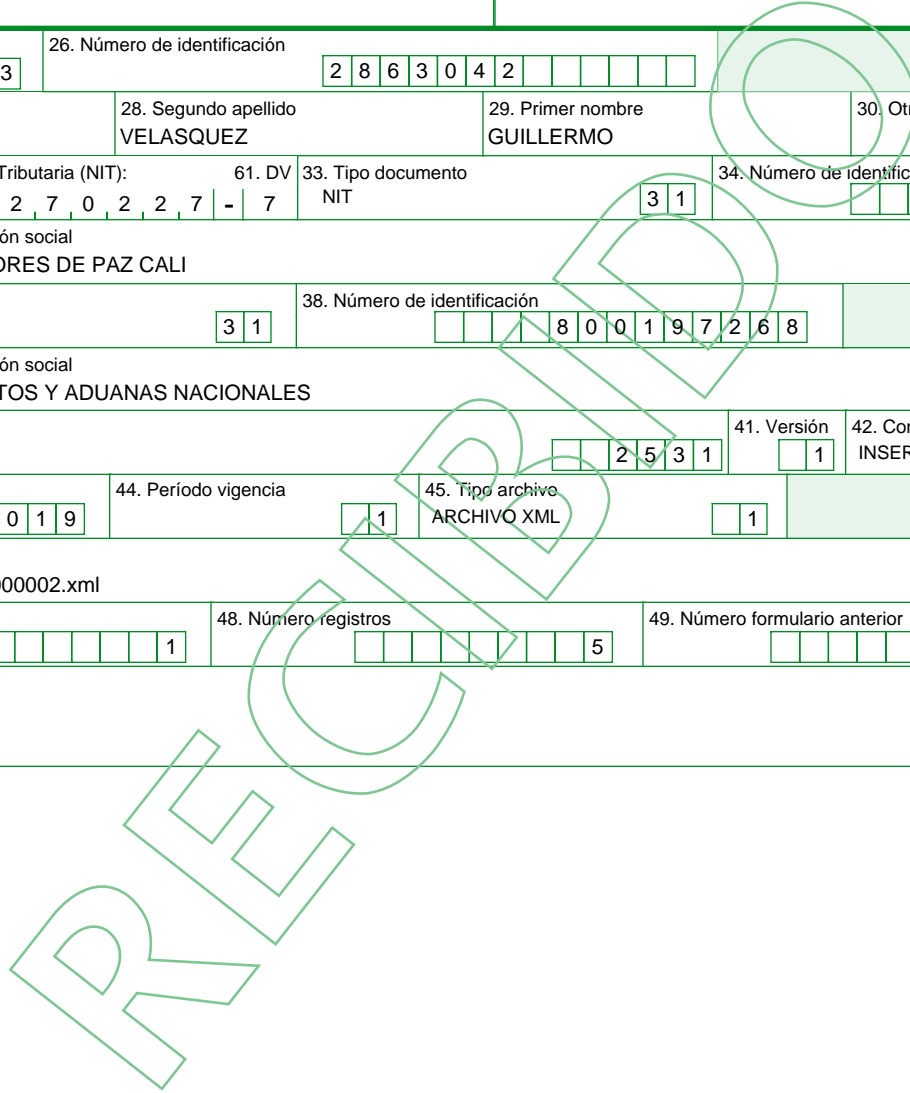 26. Número de identificación
3 2 8 6 3 0 4 2
28. Segundo apellido 29. Primer nombre 30. Otr
VELASQUEZ GUILLERMO
Tributaria (NIT): 61. DV 33. Tipo documento 34. Número de identific
2 7 0 2 2 7 - 7 NIT 3 1
ón social
ORES DE PAZ CALI
38. Número de identificación
3 1 8 0 0 1 9 7 2 6 8
ón social
TOS Y ADUANAS NACIONALES
41. Versión 42. Con
2 5 3 1 1 INSER
44. Período vigencia 45. Tipo archivo
0 1 9 1 ARCHIVO XML 1
000002.xml
48. Número registros 49. Número formulario anterior
1 5
RECIBIDO